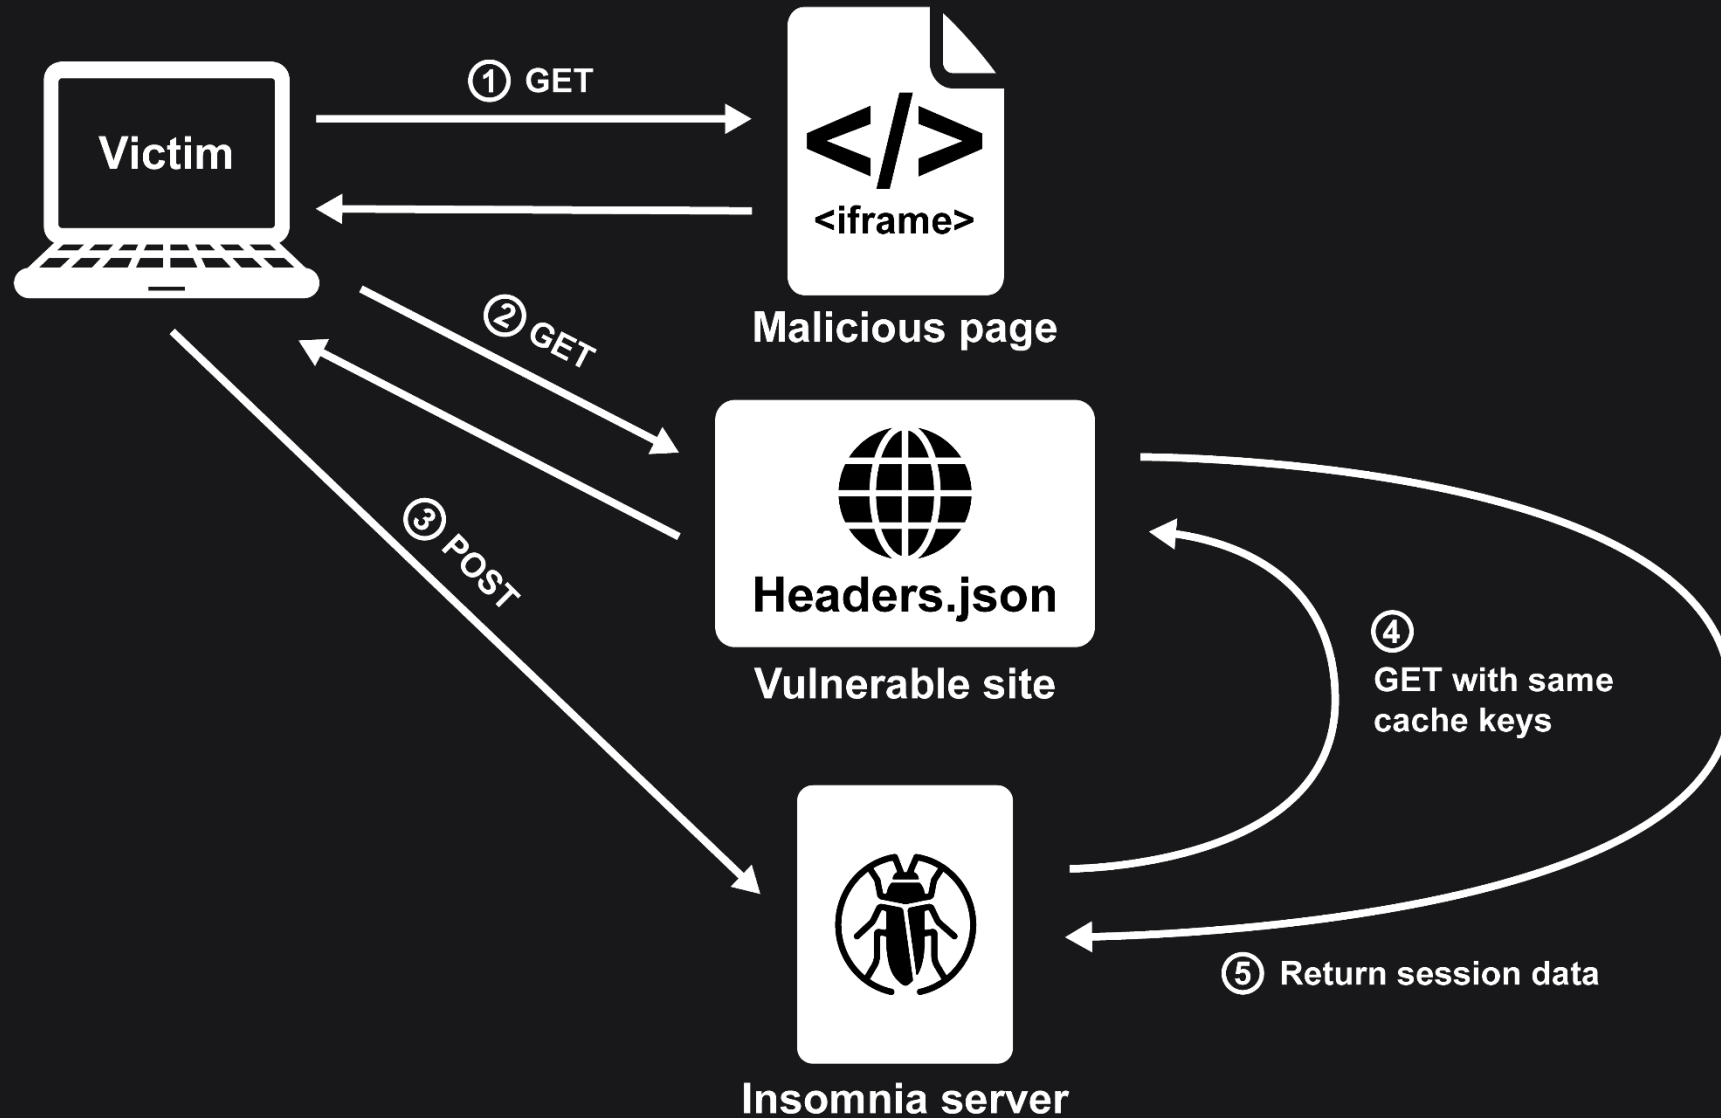 Victim
① GET
</>
<iframe>
Malicious page
② GET
③ POST
Headers.json
Vulnerable site
④
GET with same
cache keys
⑤ Return session data
Insomnia server